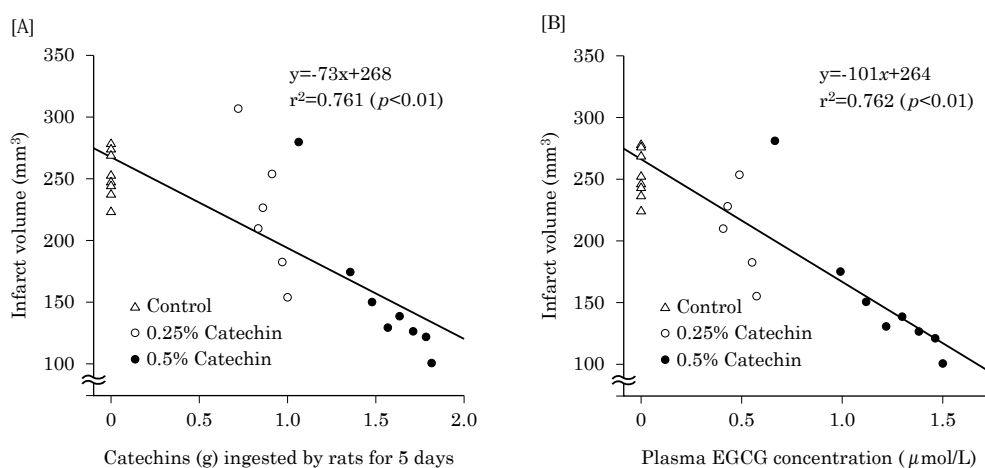 [A]
y=-73x+268
r²=0.761 (p<0.01)
Infarct volume (mm³)
350
300
250
200
150
100
△ Control
○ 0.25% Catechin
● 0.5% Catechin
0 0.5 1.0 1.5 2.0
Catechins (g) ingested by rats for 5 days
[B]
y=-101x+264
r²=0.762 (p<0.01)
Infarct volume (mm³)
350
300
250
200
150
100
△ Control
○ 0.25% Catechin
● 0.5% Catechin
0 0.5 1.0 1.5
Plasma EGCG concentration (μmol/L)